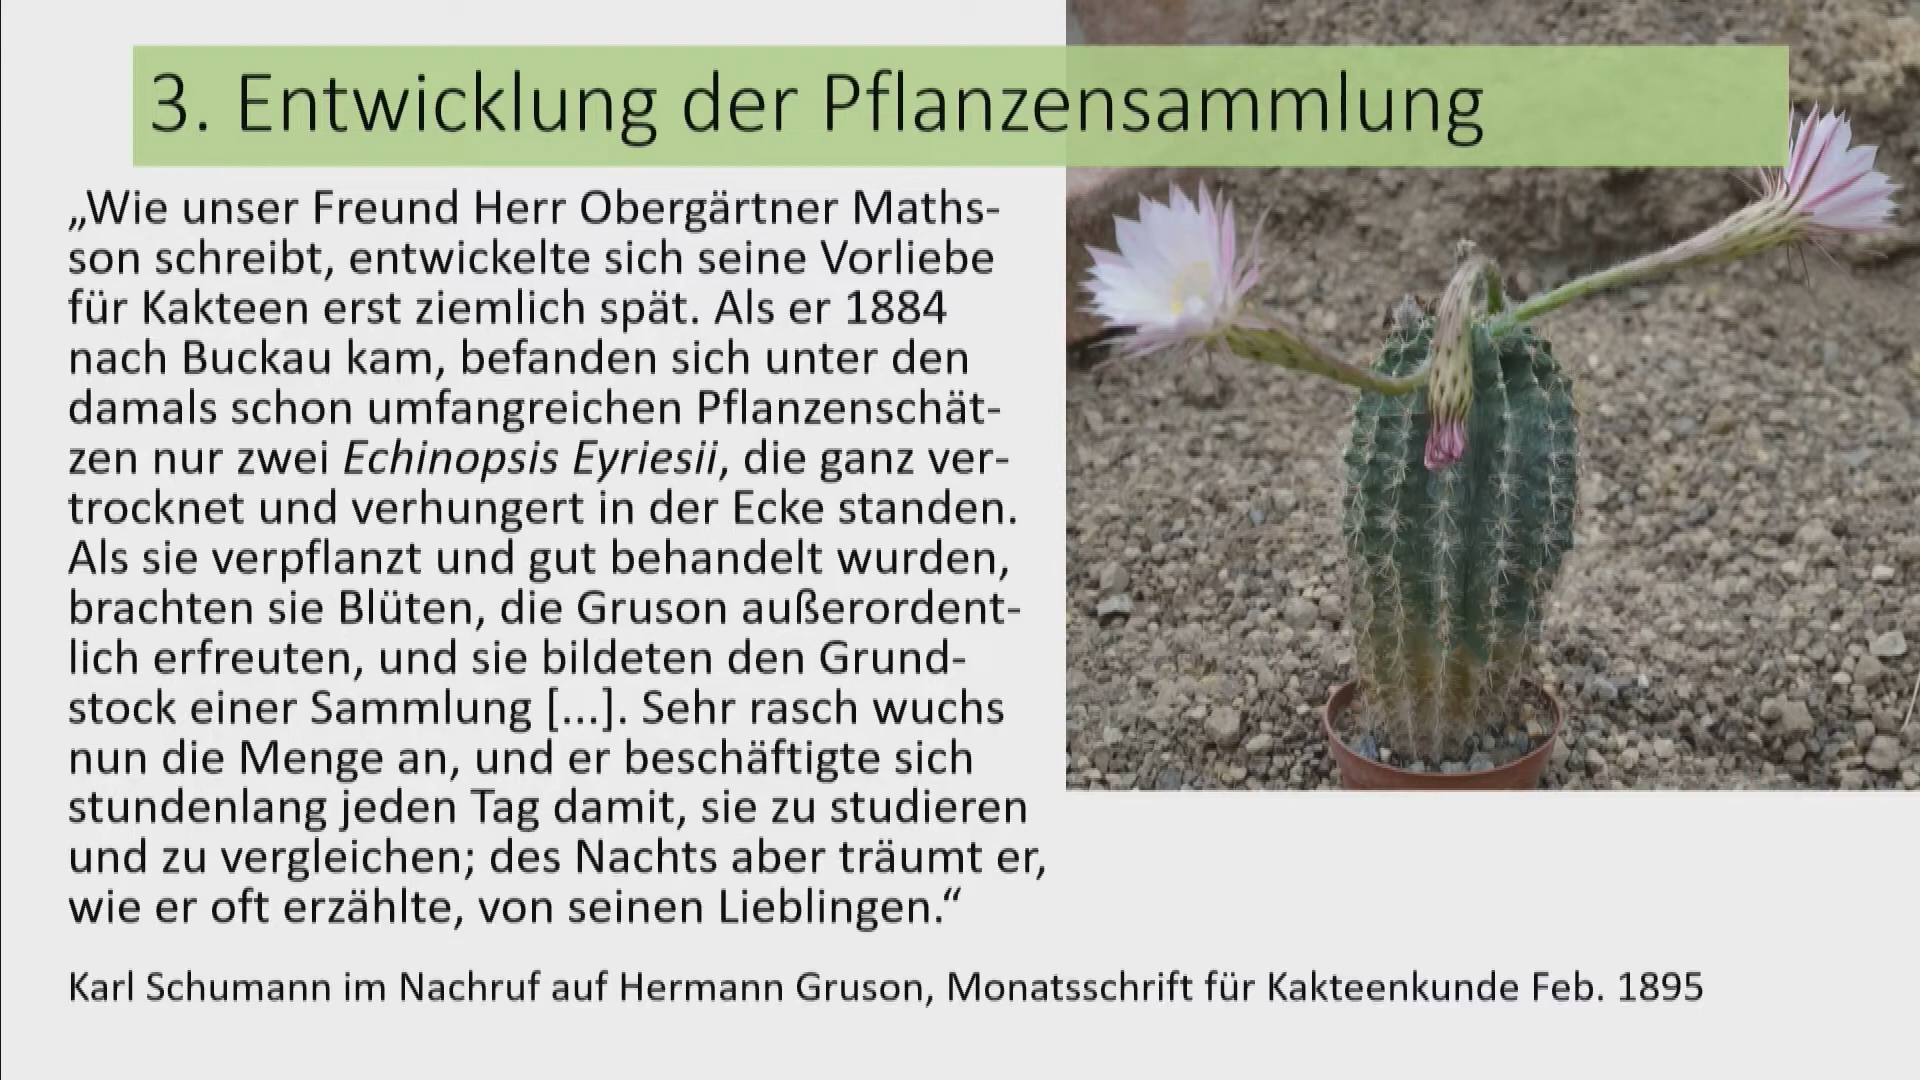 3. Entwicklung der Pflanzensammlung
„Wie unser Freund Herr Obergärtner Maths-
son schreibt, entwickelte sich seine Vorliebe
für Kakteen erst ziemlich spät. Als er 1884
nach Buckau kam, befanden sich unter den
damals schon umfangreichen Pflanzenschät-
zen nur zwei Echinopsis Eyriesii, die ganz ver-
trocknet und verhungert in der Ecke standen.
Als sie verpflanzt und gut behandelt wurden,
brachten sie Blüten, die Gruson außerordent-
lich erfreuten, und sie bildeten den Grund-
stock einer Sammlung [...]. Sehr rasch wuchs
nun die Menge an, und er beschäftigte sich
stundenlang jeden Tag damit, sie zu studieren
und zu vergleichen; des Nachts aber träumt er,
wie er oft erzählte, von seinen Lieblingen.“
Karl Schumann im Nachruf auf Hermann Gruson, Monatsschrift für Kakteenkunde Feb. 1895